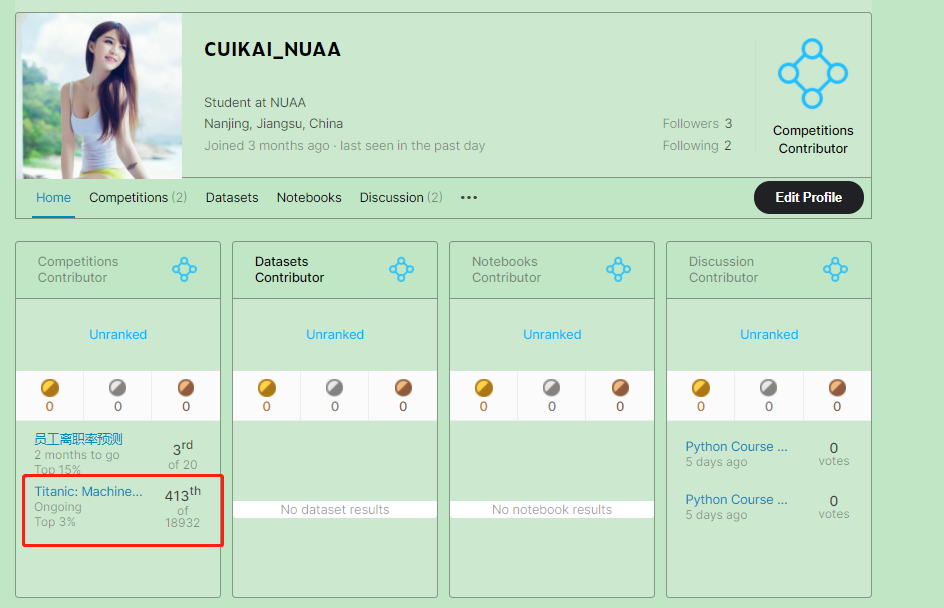 CUIKAI_NUAA
Student at NUAA
Nanjing, Jiangsu, China
Joined 3 months ago · last seen in the past day
Followers 3
Following 2
Competitions
Contributor
Home Competitions (2) Datasets Notebooks Discussion (2) •••
Edit Profile
Competitions
Contributor
Unranked
0 0 0
员工离职率预测
2 months to go
Top 15%
3rd
of 20
Titanic: Machine...
Ongoing
Top 3%
413th
of
18932
Datasets
Contributor
Unranked
0 0 0
No dataset results
Notebooks
Contributor
Unranked
0 0 0
No notebook results
Discussion
Contributor
Unranked
0 0 0
Python Course ...
5 days ago
0
votes
Python Course ...
5 days ago
0
votes